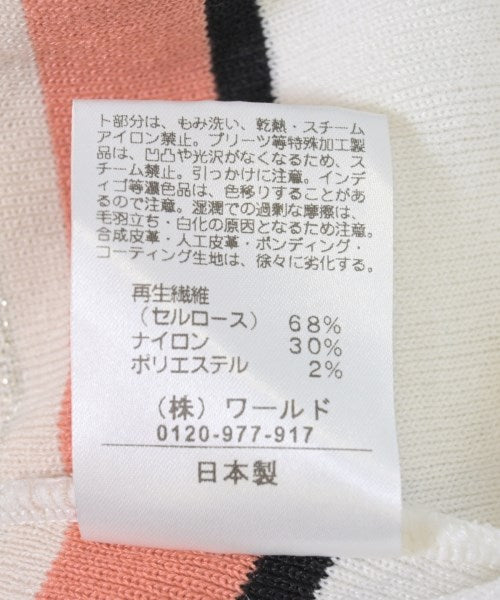 ト部分は、もみ洗い、乾熱・スチーム
アイロン禁止。プリーツ等特殊加工製
品は、凹凸や光沢がなくなるため、ス
チーム禁止。引っかけに注意。インデ
ィゴ等濃色品は、色移りすることがあ
るので注意。湿潤での過剰な摩擦は、
毛羽立ち・白化の原因となるため注意。
合成皮革・人工皮革・ボンディング・
コーティング生地は、徐々に劣化する。
再生繊維
（セルロース） 68%
ナイロン 30%
ポリエステル 2%
（株）ワールド
0120-977-917
日本製